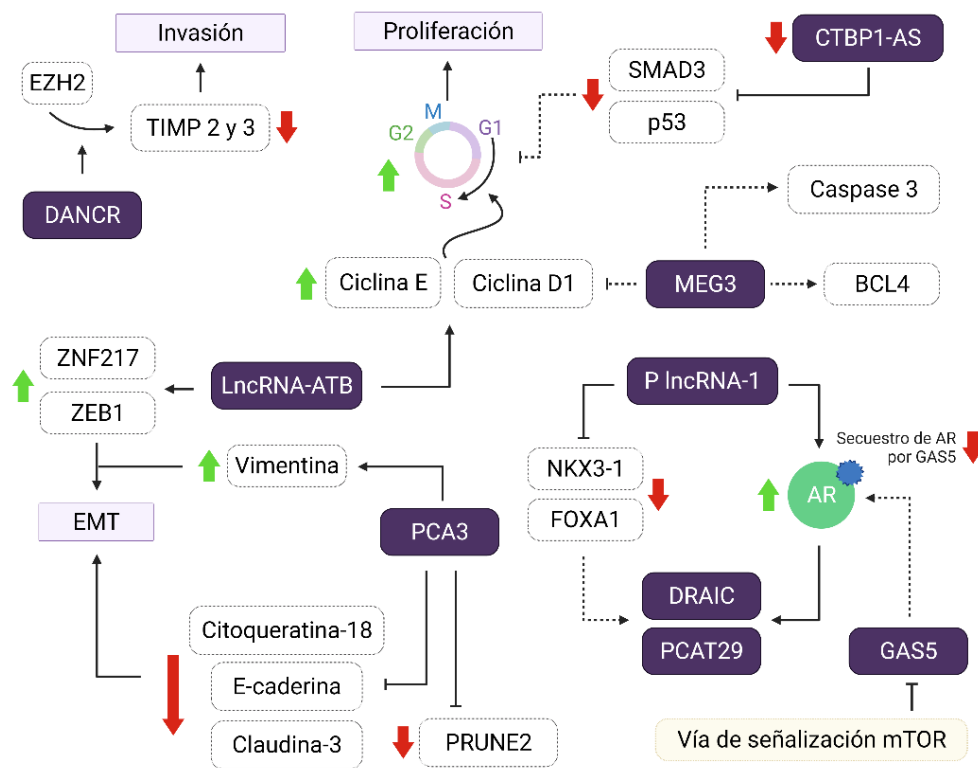 Invasión
Proliferación
CTBP1-AS
EZH2
SMAD3
TIMP 2 y 3
p53
M
G2
G1
S
DANCR
Caspase 3
Ciclina E
Ciclina D1
MEG3
BCL4
ZNF217
LncRNA-ATB
P lncRNA-1
ZEB1
Secuestro de AR
por GAS5
Vimentina
NKX3-1
AR
EMT
PCA3
FOXA1
DRAIC
Citoqueratina-18
PCAT29
GAS5
E-caderina
Claudina-3
PRUNE2
Vía de señalización mTOR